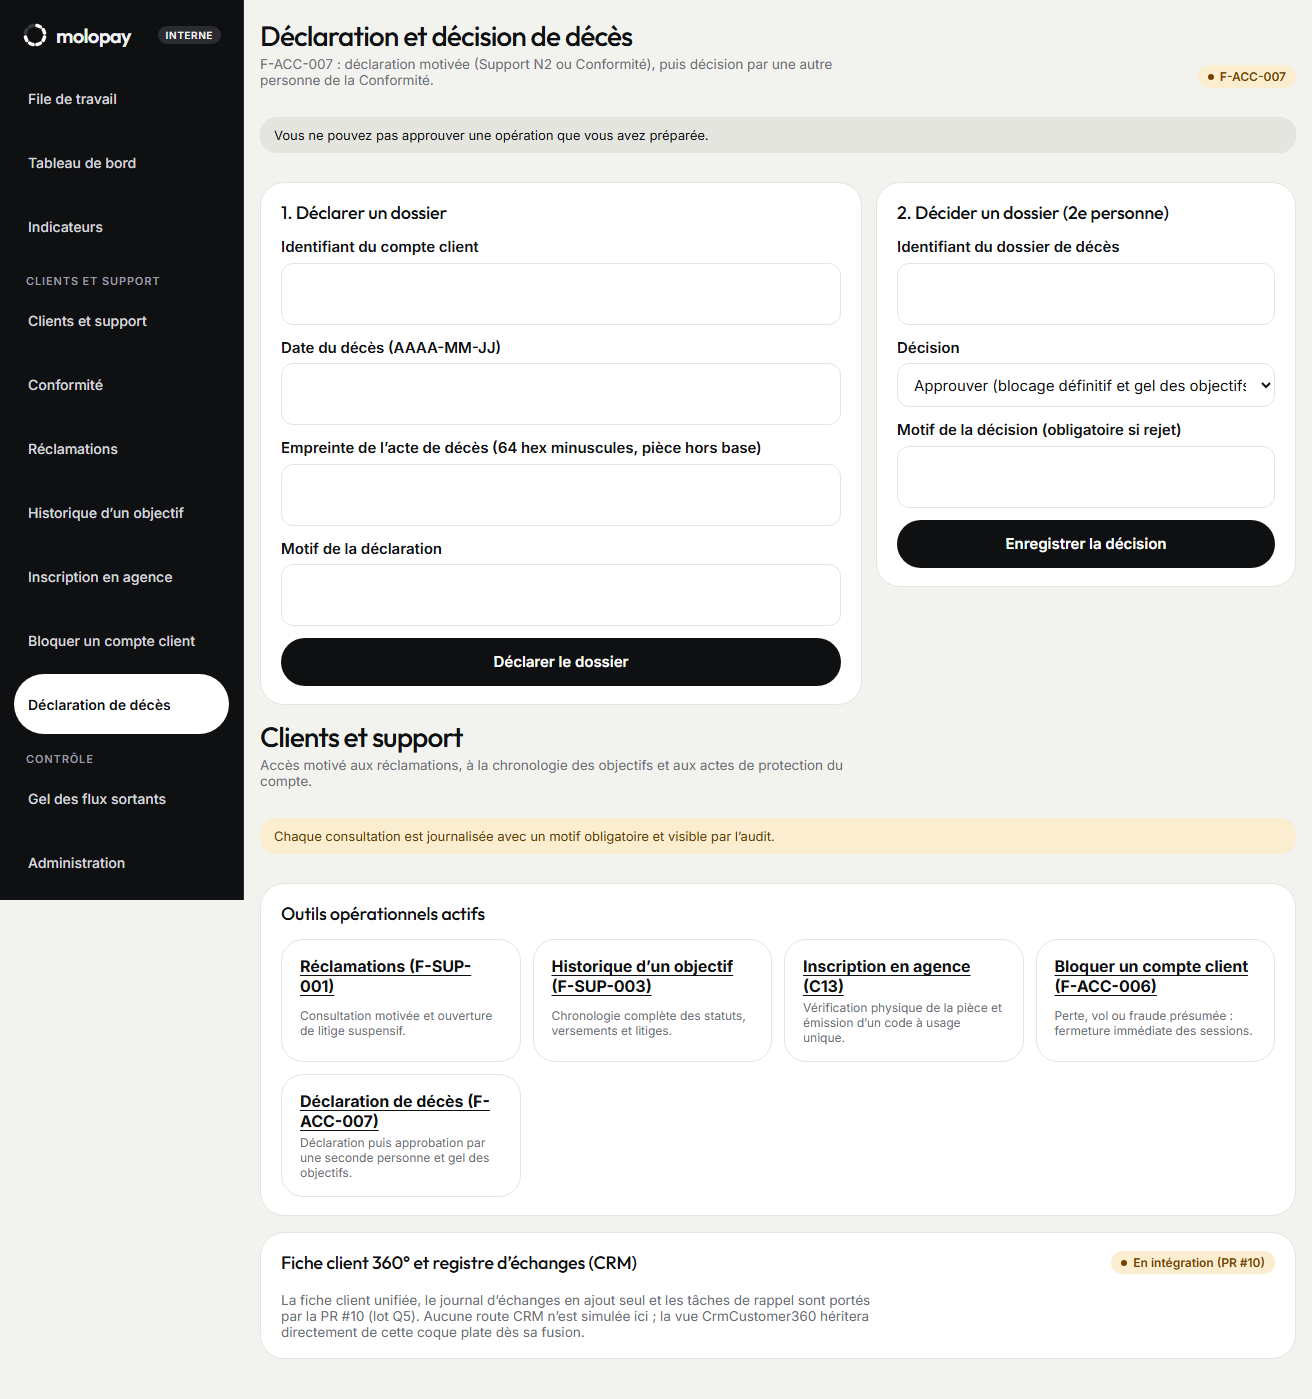 molopay
INTERNE
File de travail
Tableau de bord
Indicateurs
CLIENTS ET SUPPORT
Clients et support
Conformité
Réclamations
Historique d’un objectif
Inscription en agence
Bloquer un compte client
Déclaration de décès
CONTRÔLE
Gel des flux sortants
Administration
Déclaration et décision de décès
F-ACC-007 : déclaration motivée (Support N2 ou Conformité), puis décision par une autre
personne de la Conformité.
F-ACC-007
Vous ne pouvez pas approuver une opération que vous avez préparée.
1. Déclarer un dossier
Identifiant du compte client
Date du décès (AAAA-MM-JJ)
Empreinte de l’acte de décès (64 hex minuscules, pièce hors base)
Motif de la déclaration
Déclarer le dossier
2. Décider un dossier (2e personne)
Identifiant du dossier de décès
Décision
Approuver (blocage définitif et gel des objectifs
Motif de la décision (obligatoire si rejet)
Enregistrer la décision
Clients et support
Accès motivé aux réclamations, à la chronologie des objectifs et aux actes de protection du
compte.
Chaque consultation est journalisée avec un motif obligatoire et visible par l’audit.
Outils opérationnels actifs
Réclamations (F-SUP-
001)
Consultation motivée et ouverture
de litige suspensif.
Historique d’un objectif
(F-SUP-003)
Chronologie complète des statuts,
versements et litiges.
Inscription en agence
(C13)
Vérification physique de la pièce et
émission d’un code à usage
unique.
Bloquer un compte client
(F-ACC-006)
Perte, vol ou fraude présumée :
fermeture immédiate des sessions.
Déclaration de décès (F-
ACC-007)
Déclaration puis approbation par
une seconde personne et gel des
objectifs.
Fiche client 360° et registre d’échanges (CRM)
En intégration (PR #10)
La fiche client unifiée, le journal d’échanges en ajout seul et les tâches de rappel sont portés
par la PR #10 (lot Q5). Aucune route CRM n’est simulée ici ; la vue CrmCustomer360 héritera
directement de cette coque plate dès sa fusion.